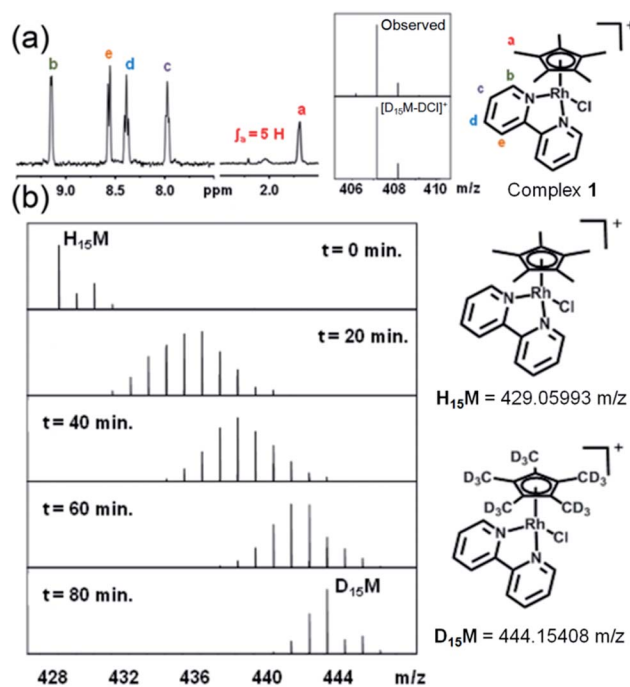 (a)
b
e
d
c
∫a = 5 H
a
9.0
8.5
8.0
ppm
2.0
Observed
[D₁₅M-DCl]⁺
406
408
410
m/z
a
b
c
d
e
Rh
Cl
N
N
+
Complex 1
(b)
H₁₅M
t= 0 min.
t= 20 min.
t= 40 min.
t= 60 min.
t= 80 min.
D₁₅M
428
432
436
440
444
m/z
+
Rh
Cl
N
N
H₁₅M = 429.05993 m/z
+
D₃C
D₃C
CD₃
D₃C
CD₃
Rh
Cl
N
N
D₁₅M = 444.15408 m/z